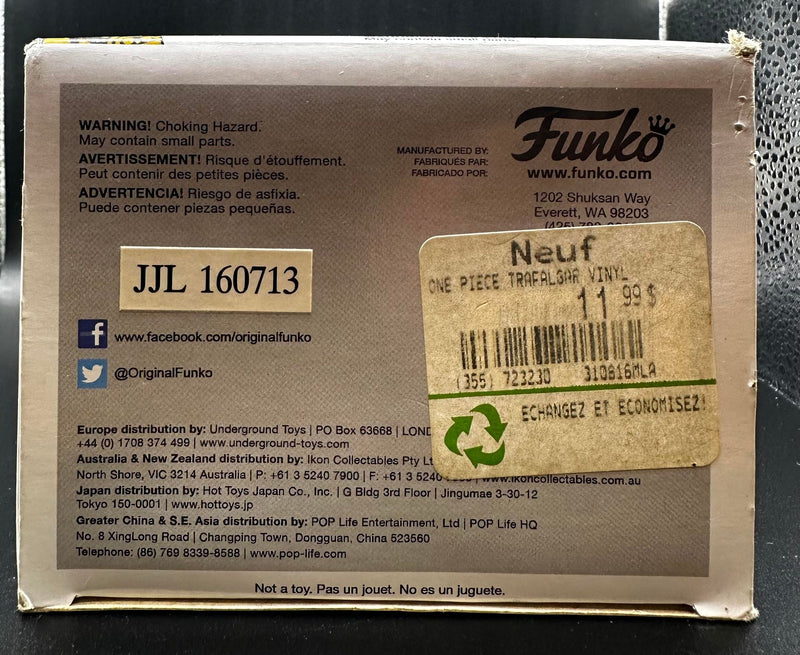 May contain small parts.
WARNING! Choking Hazard.
May contain small parts.
AVERTISSEMENT! Risque d'étouffement.
Peut contenir des petites pièces.
ADVERTENCIA! Riesgo de asfixia.
Puede contener piezas pequeñas.
MANUFACTURED BY:
FABRIQUÉS PAR:
FABRICADO POR:
Funko
www.funko.com
1202 Shuksan Way
Everett, WA 98203
JJL 160713
f www.facebook.com/originalfunko
@OriginalFunko
Neuf
ONE PIECE TRAFALGAR VINYL
11 99 $
(355) 723230 310816MLA
ECHANGEZ ET ECONOMISEZ!
Europe distribution by: Underground Toys | PO Box 63668 |
+44 (0) 1708 374 499 | www.underground-toys.com
Australia & New Zealand distribution by: Ikon Collectables Pty
North Shore, VIC 3214 Australia | P: +61 3 5240 7900 | F: +61 3 www.ikoncollectables.com.au
Japan distribution by: Hot Toys Japan Co., Inc. | G Bldg 3rd Floor | Jingumae 3-30-12
Tokyo 150-0001 | www.hottoys.jp
Greater China & S.E. Asia distribution by: POP Life Entertainment, Ltd | POP Life HQ
No. 8 XingLong Road | Changping Town, Dongguan, China 523560
Telephone: (86) 769 8339-8588 | www.pop-life.com
Not a toy. Pas un jouet. No es un juguete.